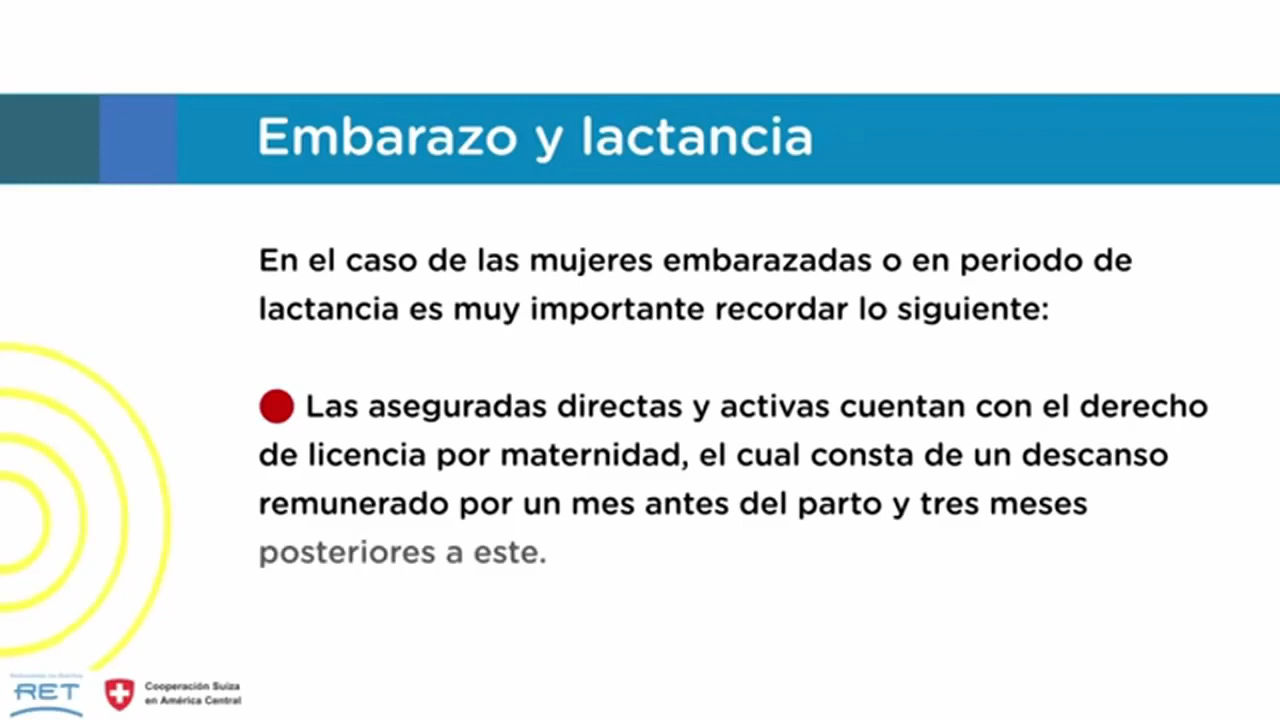 Embarazo y lactancia
En el caso de las mujeres embarazadas o en periodo de
lactancia es muy importante recordar lo siguiente:
Las aseguradas directas y activas cuentan con el derecho
de licencia por maternidad, el cual consta de un descanso
remunerado por un mes antes del parto y tres meses
posteriores a este.
RET
Cooperación Suiza
en América Central